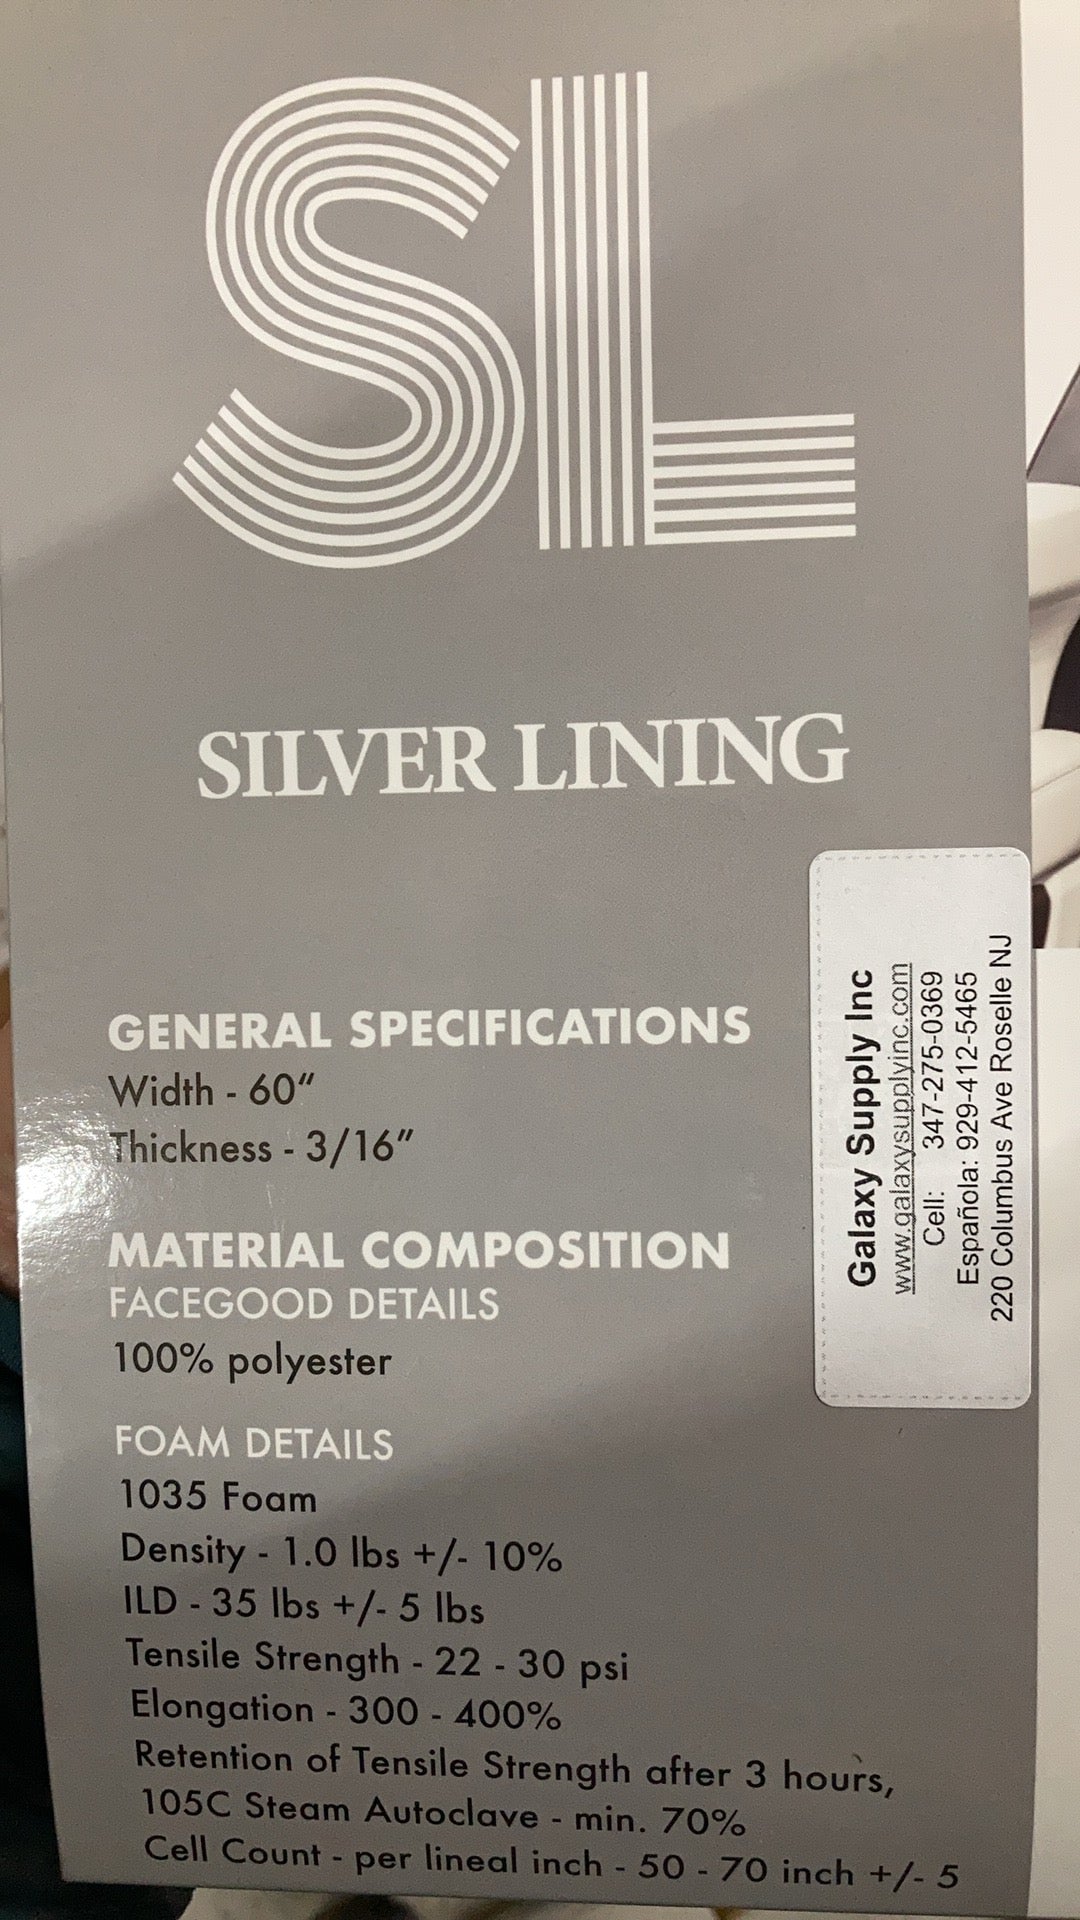 SL
SILVER LINING
GENERAL SPECIFICATIONS
Width - 60"
Thickness - 3/16"
MATERIAL COMPOSITION
FACEGOOD DETAILS
100% polyester
FOAM DETAILS
1035 Foam
Density - 1.0 lbs +/- 10%
ILD - 35 lbs +/- 5 lbs
Tensile Strength - 22 - 30 psi
Elongation - 300 - 400%
Retention of Tensile Strength after 3 hours,
105C Steam Autoclave - min. 70%
Cell Count - per lineal inch - 50 - 70 inch +/- 5
Galaxy Supply Inc
www.galaxysupplyinc.com
Cell: 347-275-0369
Española: 929-412-5465
220 Columbus Ave Roselle NJ